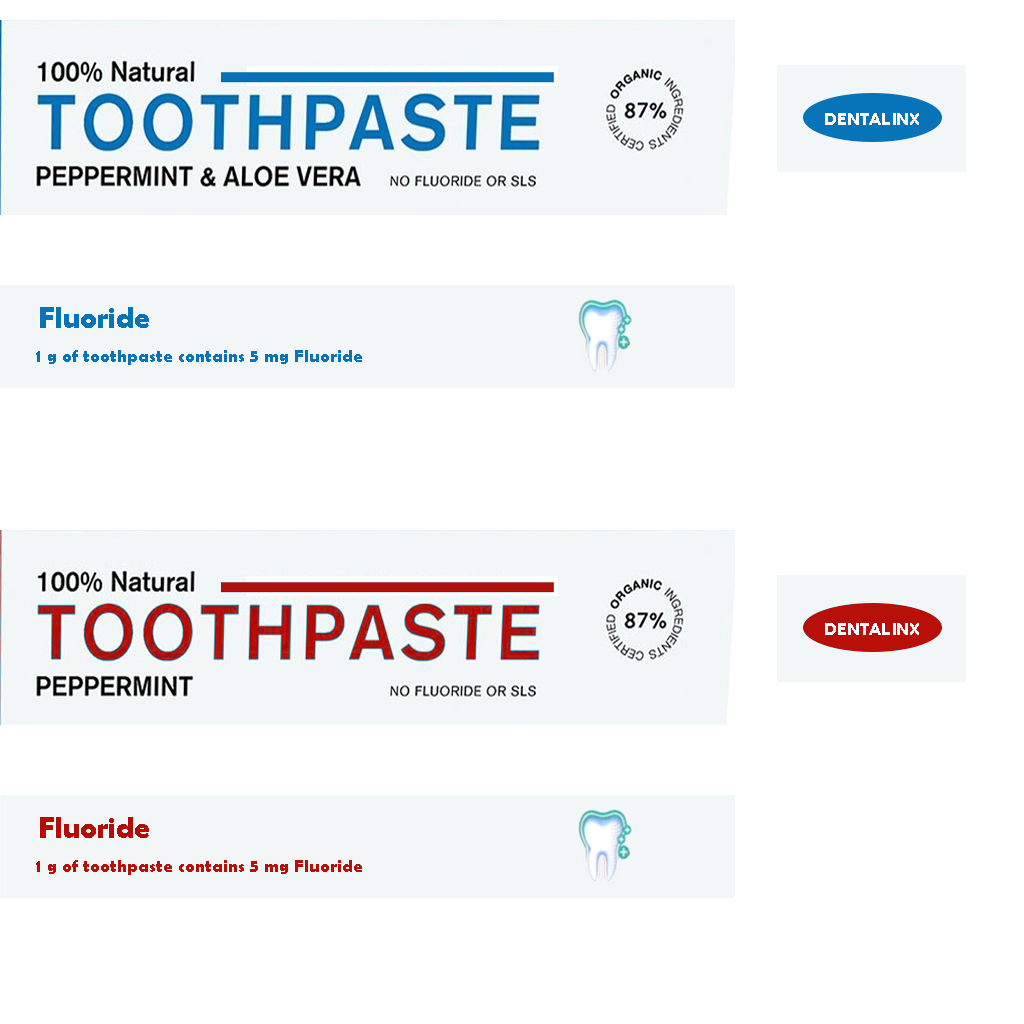 100% Natural
TOOTHPASTE
PEPPERMINT & ALOE VERA
NO FLUORIDE OR SLS
CERTIFIED ORGANIC INGREDIENTS
87%
DENTALINX
Fluoride
1 g of toothpaste contains 5 mg Fluoride
100% Natural
TOOTHPASTE
PEPPERMINT
NO FLUORIDE OR SLS
CERTIFIED ORGANIC INGREDIENTS
87%
DENTALINX
Fluoride
1 g of toothpaste contains 5 mg Fluoride